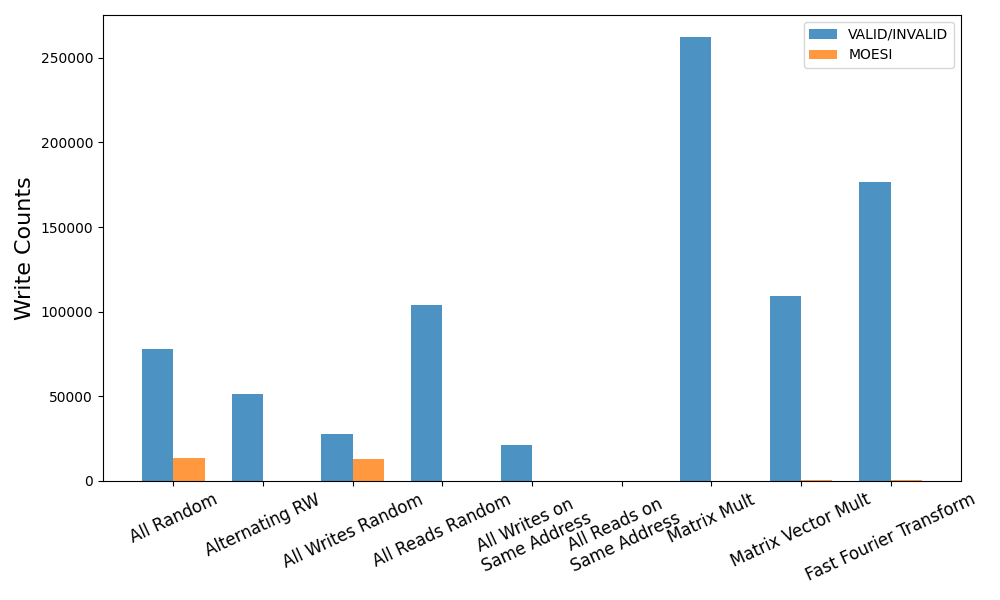 VALID/INVALID
MOESI
Write Counts
250000
200000
150000
100000
50000
0
All Random
Alternating RW
All Writes Random
All Reads Random
All Writes on
Same Address
All Reads on
Same Address
Matrix Mult
Matrix Vector Mult
Fast Fourier Transform